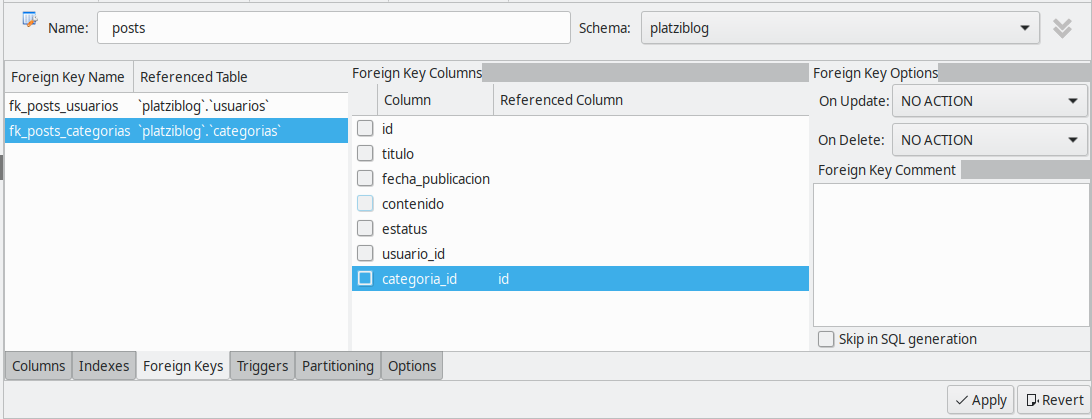 Name: posts Schema: platziblog
Foreign Key Name Referenced Table
fk_posts_usuarios `platziblog`.`usuarios`
fk_posts_categorias `platziblog`.`categorias`
Foreign Key Columns
Column Referenced Column
id
titulo
fecha_publicacion
contenido
estatus
usuario_id
categoria_id id
Foreign Key Options
On Update: NO ACTION
On Delete: NO ACTION
Foreign Key Comment
Skip in SQL generation
Columns Indexes Foreign Keys Triggers Partitioning Options
Apply Revert